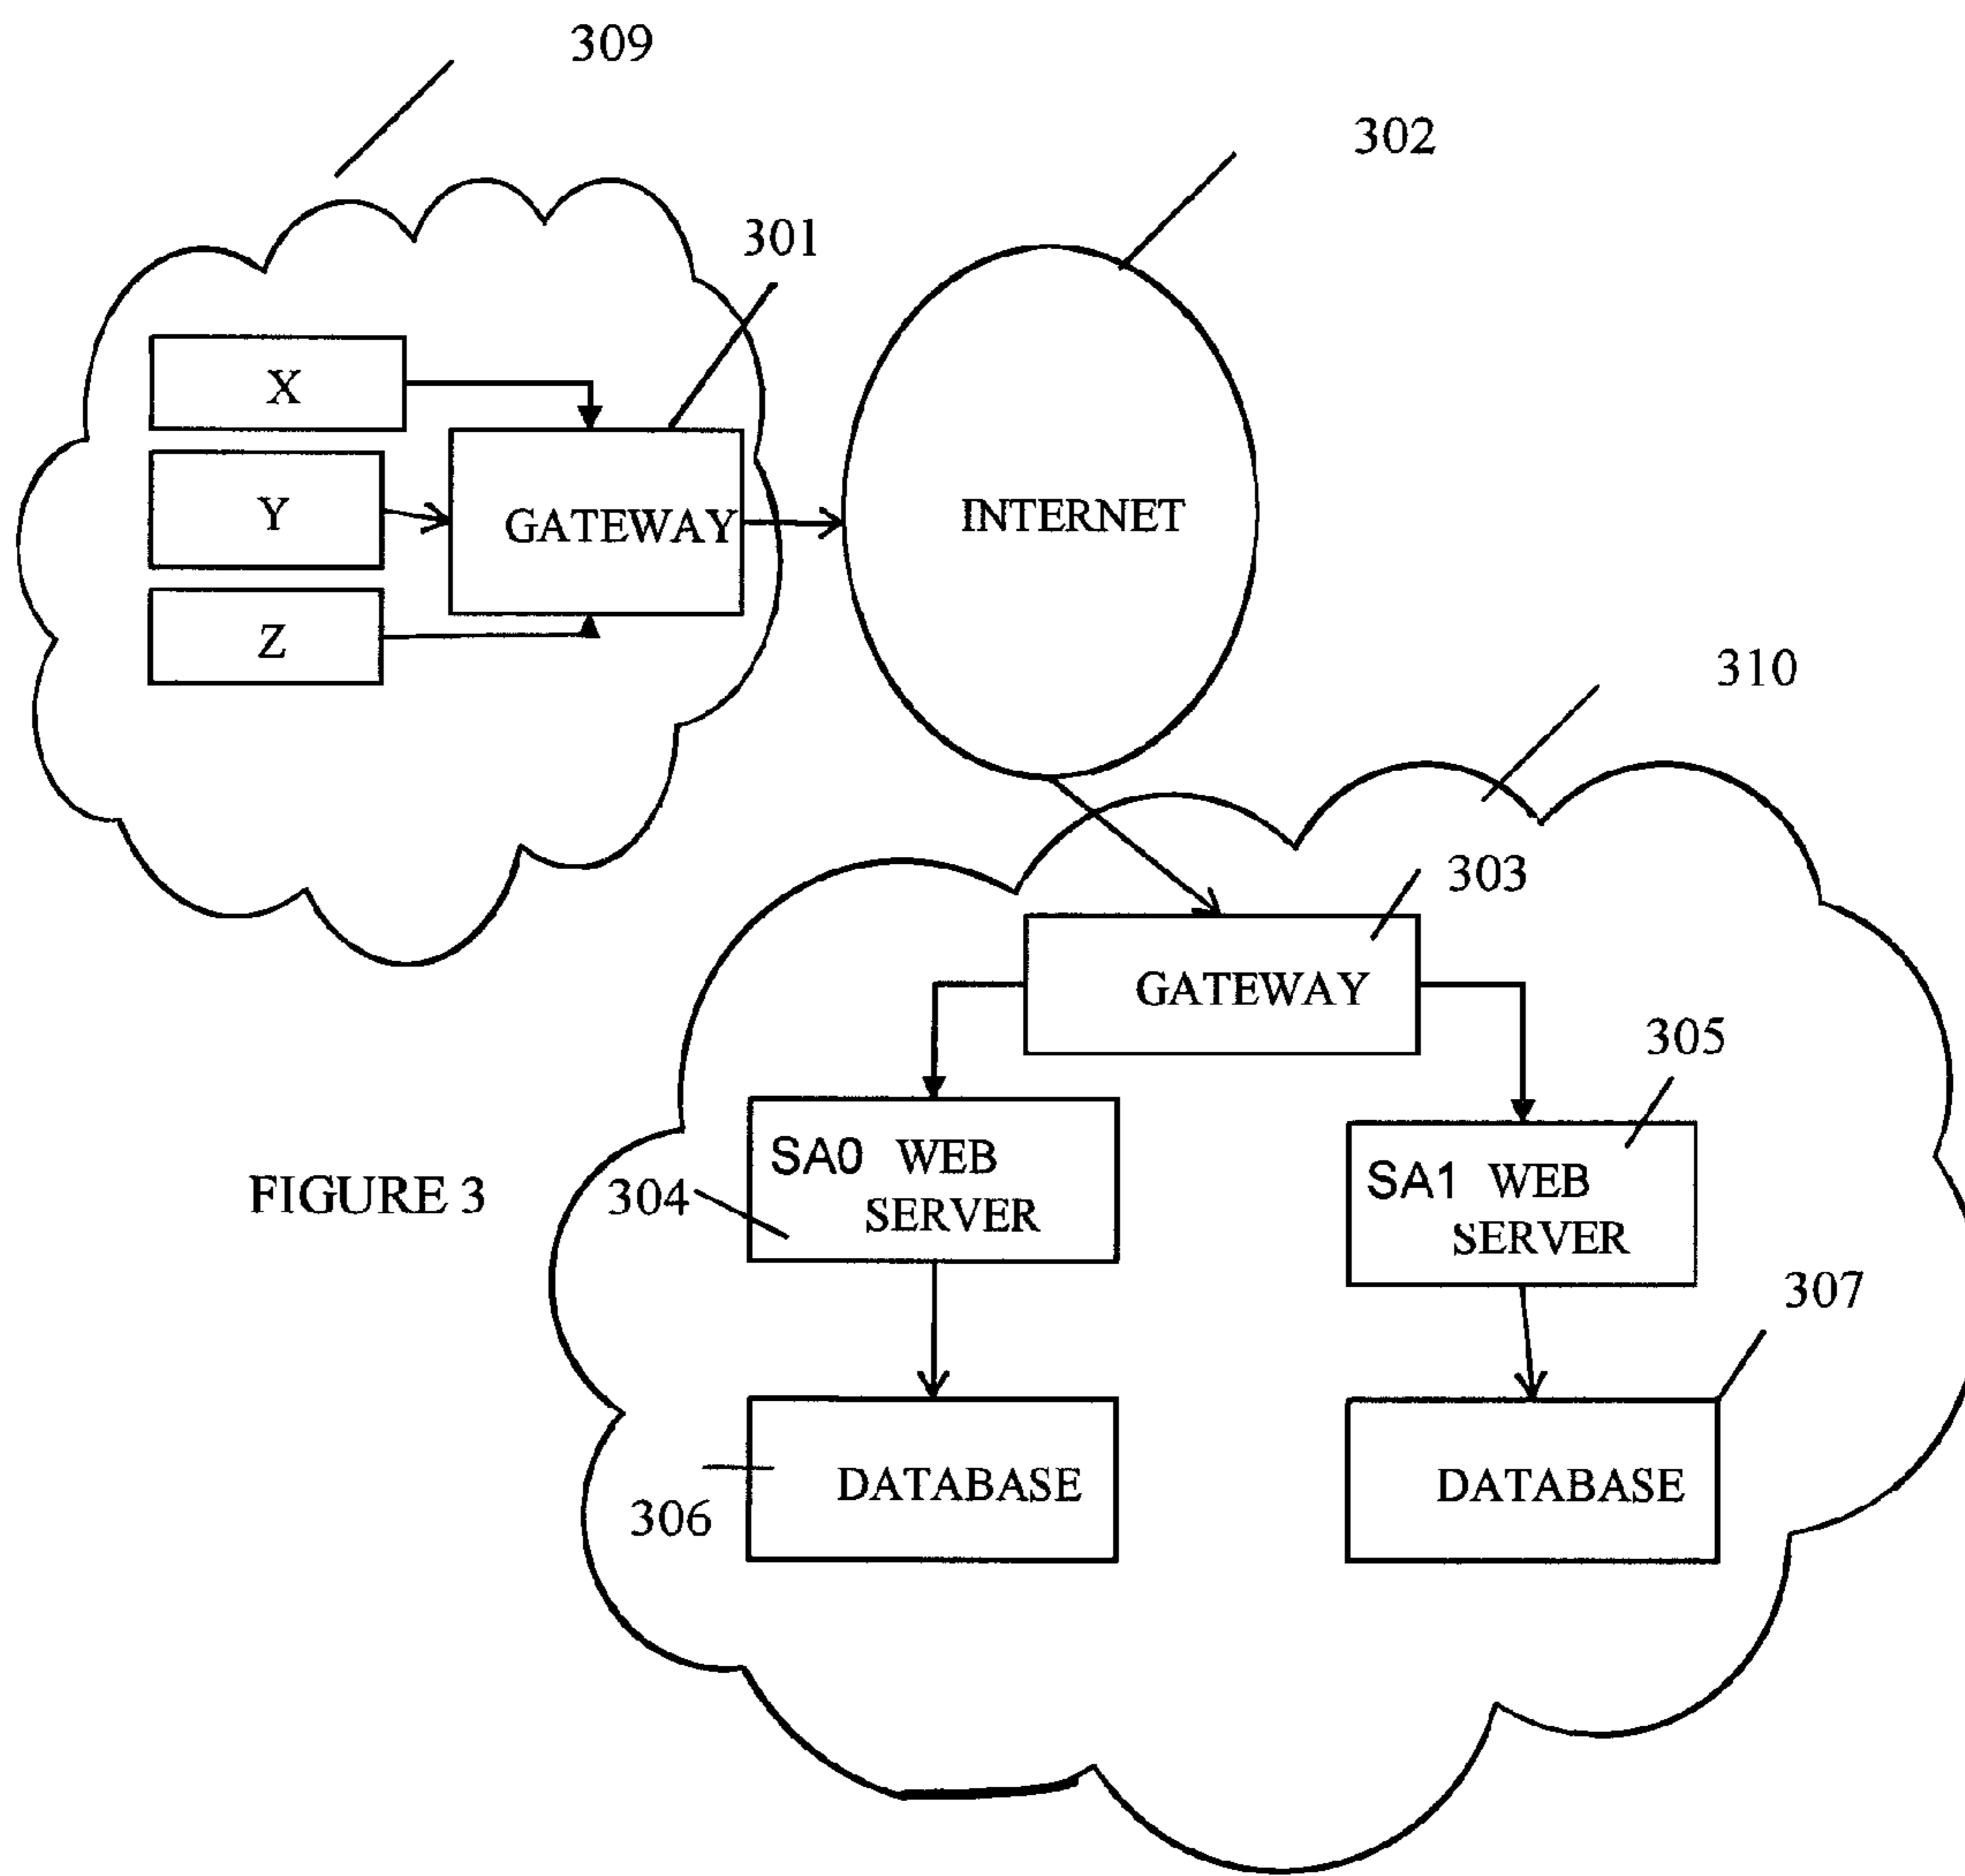 309
302
301
X
Y
GATEWAY
INTERNET
Z
310
303
GATEWAY
305
SA0 WEB
SERVER
SA1 WEB
SERVER
FIGURE 3
304
307
DATABASE
DATABASE
306